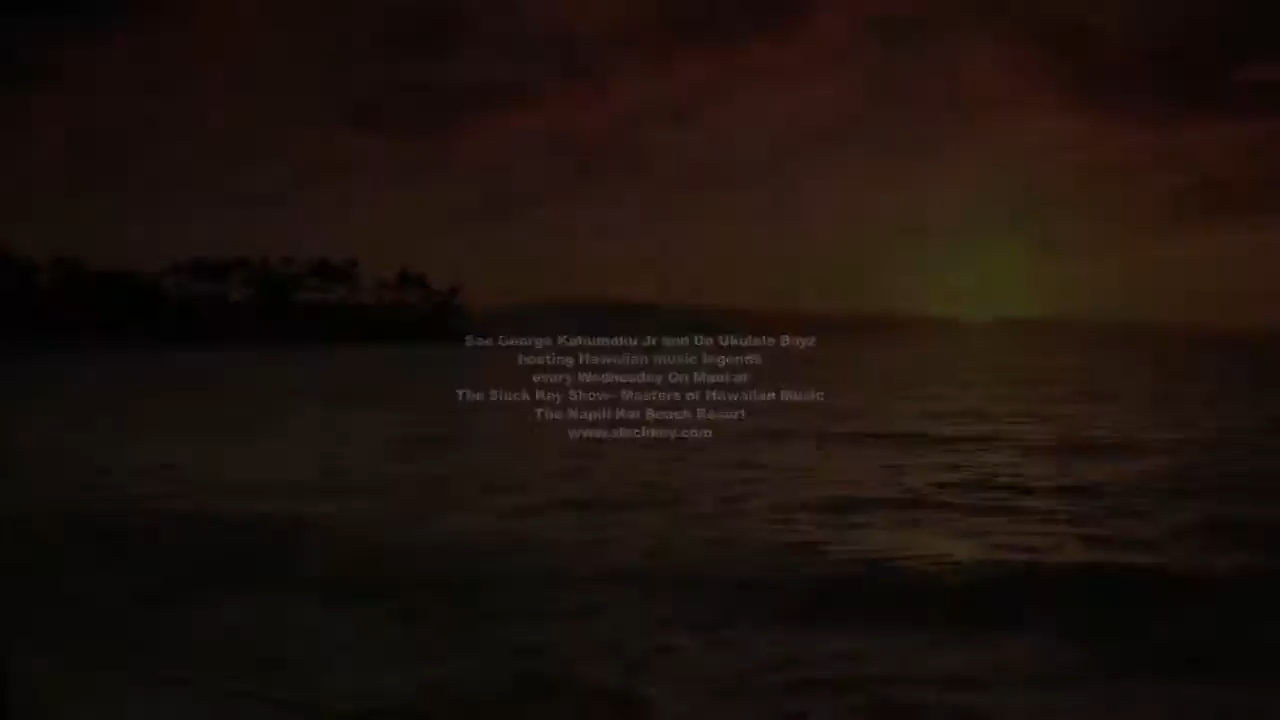 See George Kahumoku Jr and Da Ukulele Boyz
hosting Hawaiian music legends
every Wednesday On Maui at
The Slack Key Show- Masters of Hawaiian Music
The Napili Kai Beach Resort
www.slackkey.com